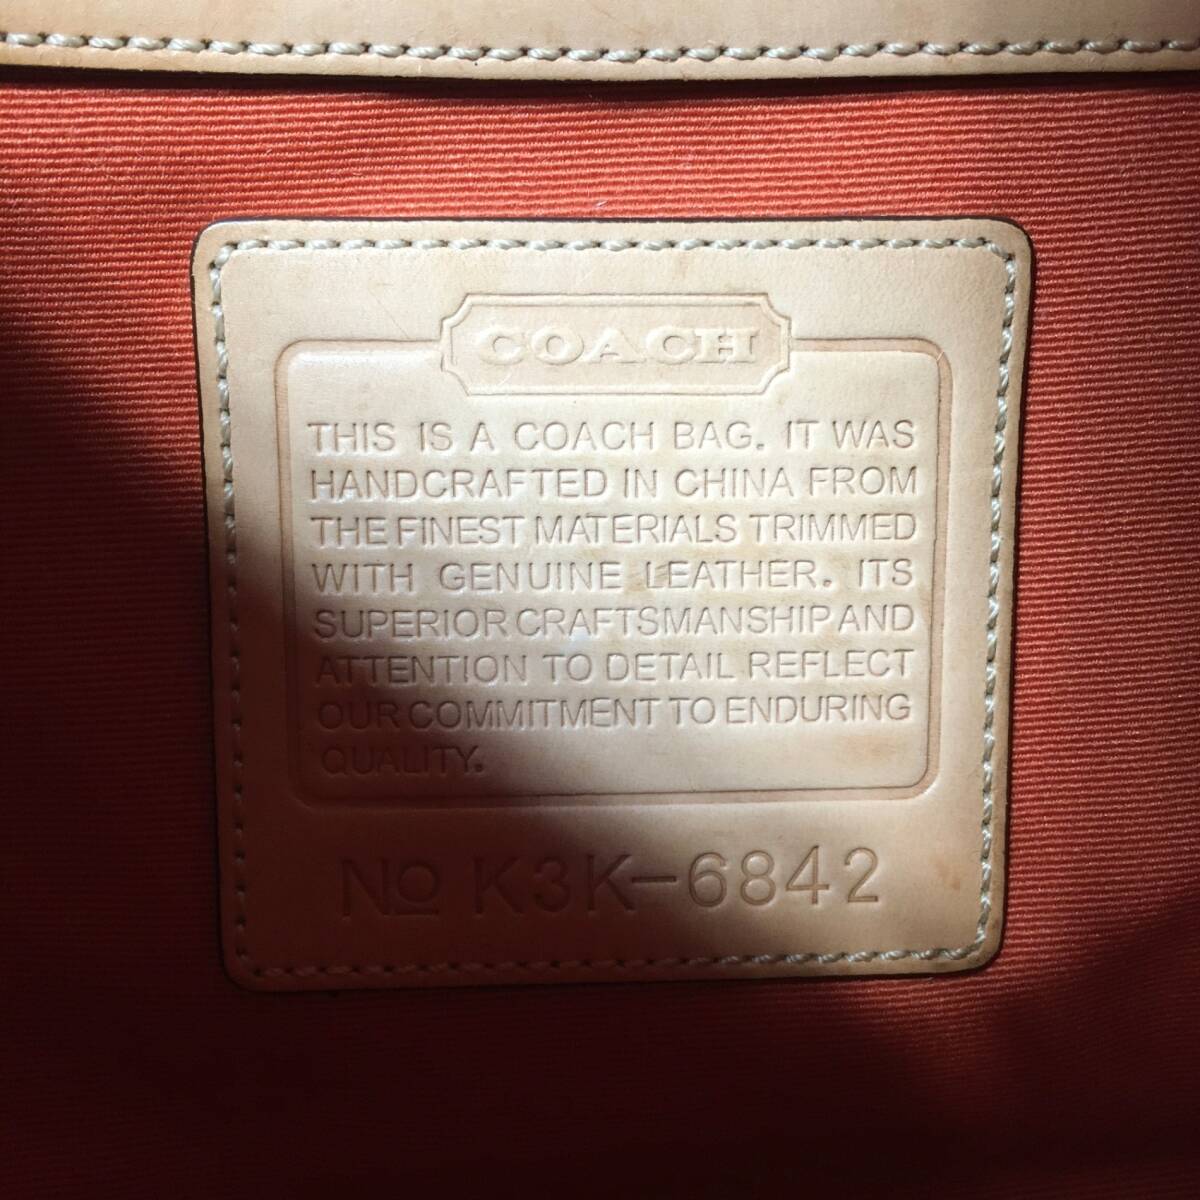 COACH
THIS IS A COACH BAG. IT WAS
HANDCRAFTED IN CHINA FROM
THE FINEST MATERIALS TRIMMED
WITH GENUINE LEATHER. ITS
SUPERIOR CRAFTSMANSHIP AND
ATTENTION TO DETAIL REFLECT
OUR COMMITMENT TO ENDURING
QUALITY.
No K3K-6842